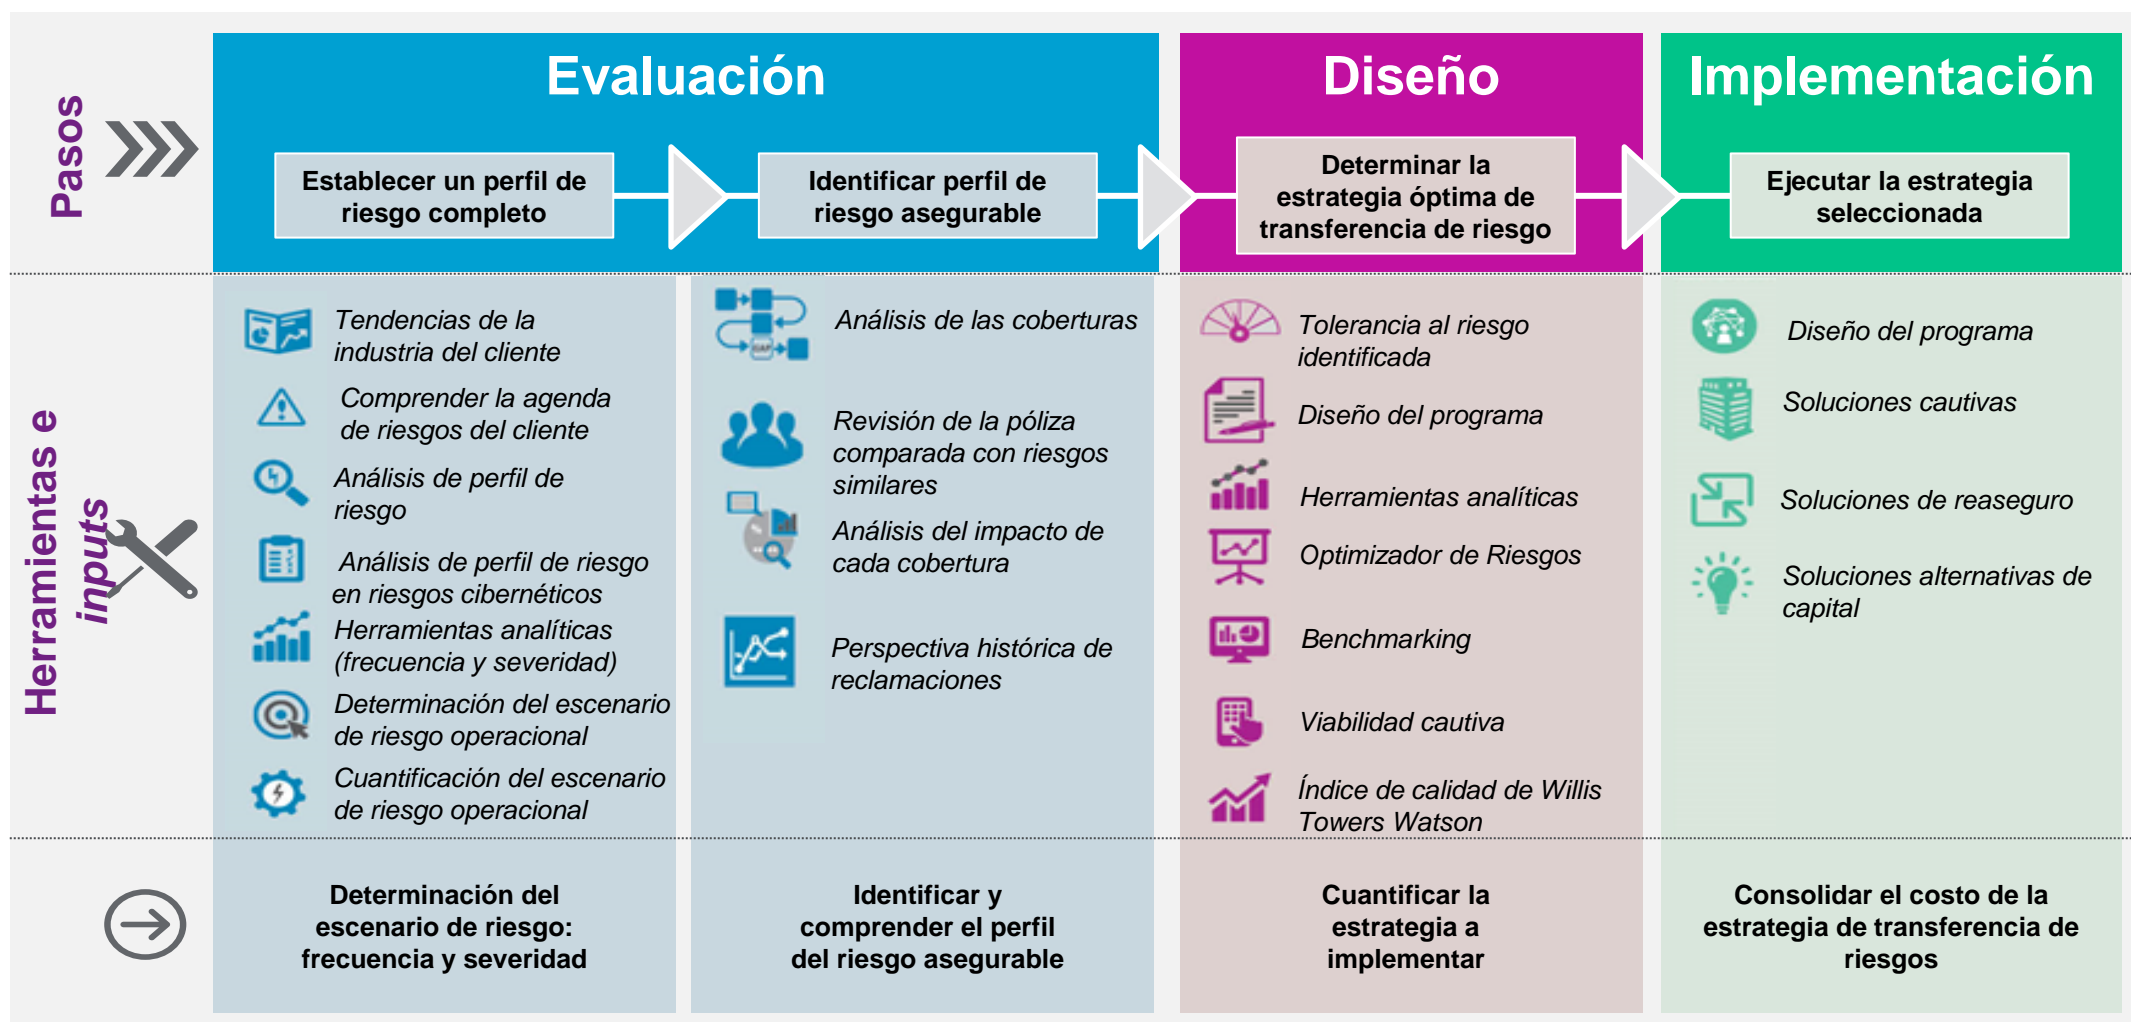 Evaluación
Diseño
Implementación
Pasos
Establecer un perfil de
riesgo completo
Identificar perfil de
riesgo asegurable
Determinar la
estrategia óptima de
transferencia de riesgo
Ejecutar la estrategia
seleccionada
Herramientas e
inputs
Tendencias de la
industria del cliente
Comprender la agenda
de riesgos del cliente
Análisis de perfil de
riesgo
Análisis de perfil de riesgo
en riesgos cibernéticos
Herramientas analíticas
(frecuencia y severidad)
Determinación del escenario
de riesgo operacional
Cuantificación del escenario
de riesgo operacional
GAP
Análisis de las coberturas
Revisión de la póliza
comparada con riesgos
similares
Análisis del impacto de
cada cobertura
Perspectiva histórica de
reclamaciones
Tolerancia al riesgo
identificada
Diseño del programa
Herramientas analíticas
Optimizador de Riesgos
Benchmarking
Viabilidad cautiva
Índice de calidad de Willis
Towers Watson
Diseño del programa
Soluciones cautivas
Soluciones de reaseguro
Soluciones alternativas de
capital
Determinación del
escenario de riesgo:
frecuencia y severidad
Identificar y
comprender el perfil
del riesgo asegurable
Cuantificar la
estrategia a
implementar
Consolidar el costo de la
estrategia de transferencia de
riesgos